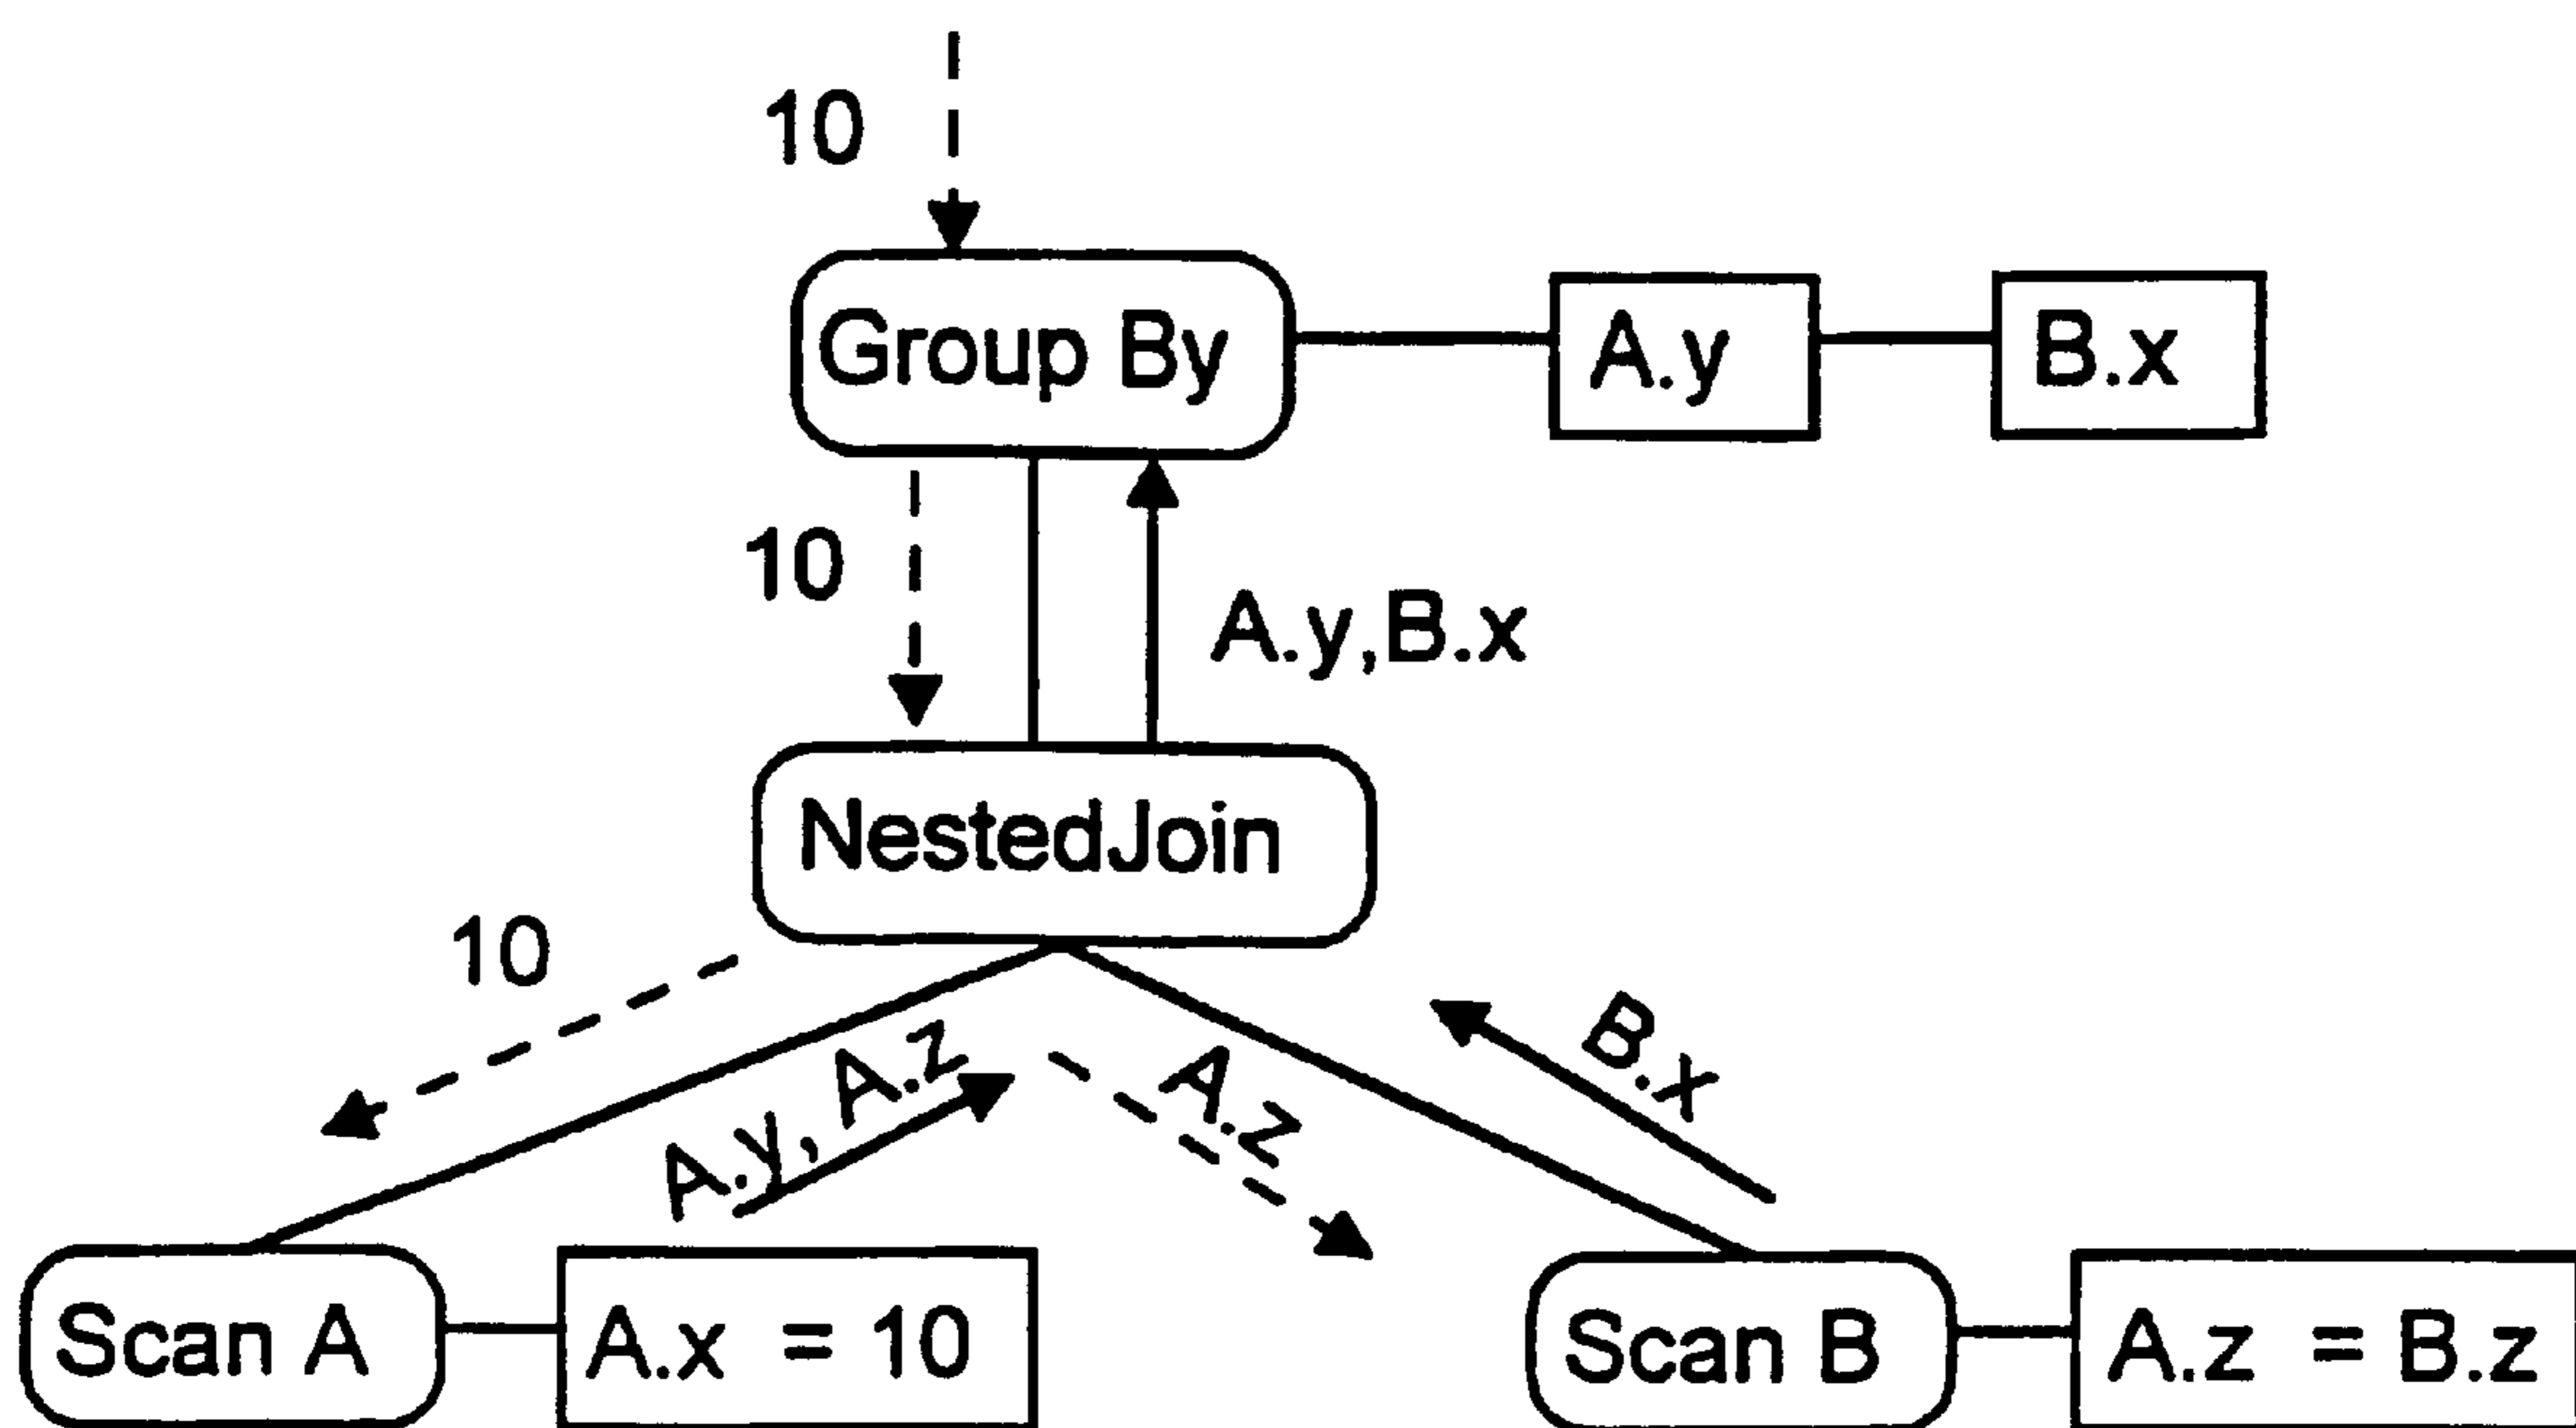 10
Group By
A.y
B.x
10
A.y,B.x
NestedJoin
10
A.y, A.z
A.z
B.x
Scan A
A.x = 10
Scan B
A.z = B.z